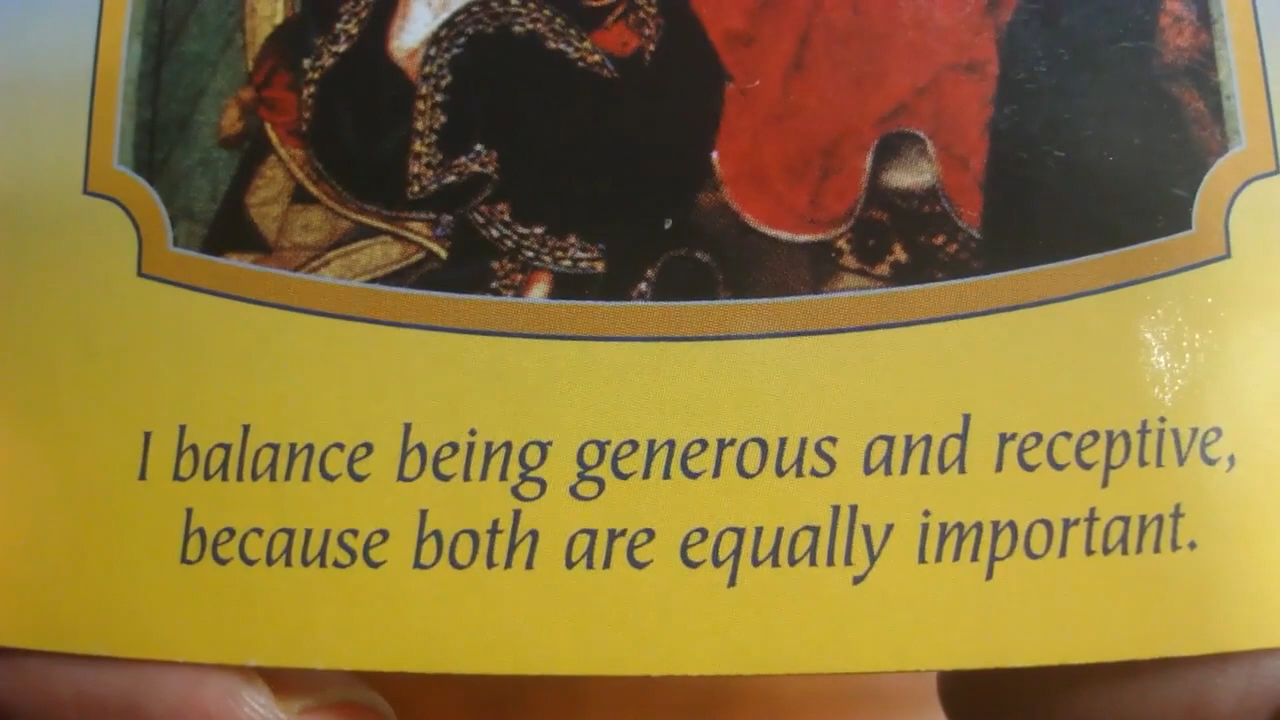 I balance being generous and receptive,
because both are equally important.